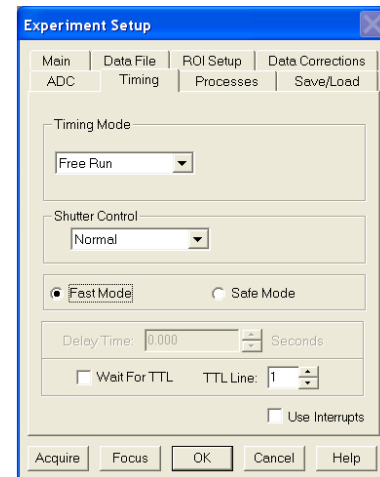 Experiment Setup
Main Data File ROI Setup Data Corrections
ADC Timing Processes Save/Load
Timing Mode
Free Run
Shutter Control
Normal
Fast Mode Safe Mode
Delay Time: 0.000 Seconds
Wait For TTL TTL Line: 1
Use Interrupts
Acquire Focus OK Cancel Help